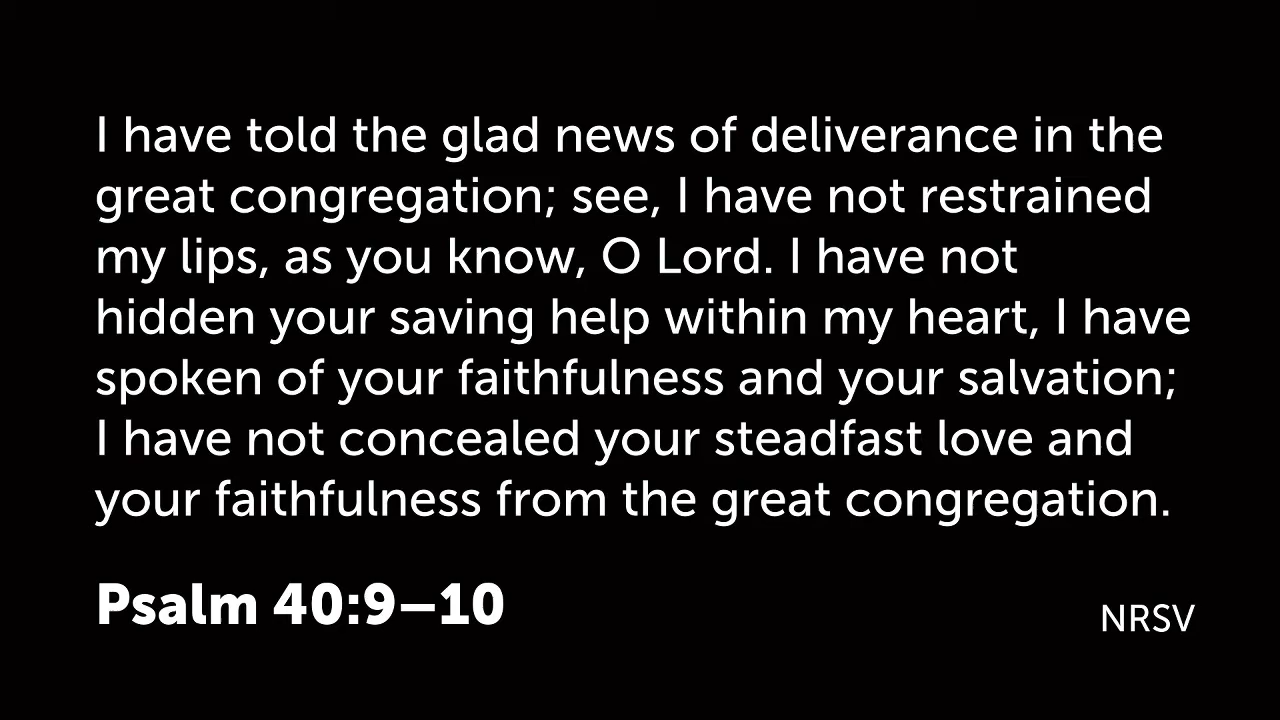 I have told the glad news of deliverance in the
great congregation; see, I have not restrained
my lips, as you know, O Lord. I have not
hidden your saving help within my heart, I have
spoken of your faithfulness and your salvation;
I have not concealed your steadfast love and
your faithfulness from the great congregation.
Psalm 40:9–10
NRSV